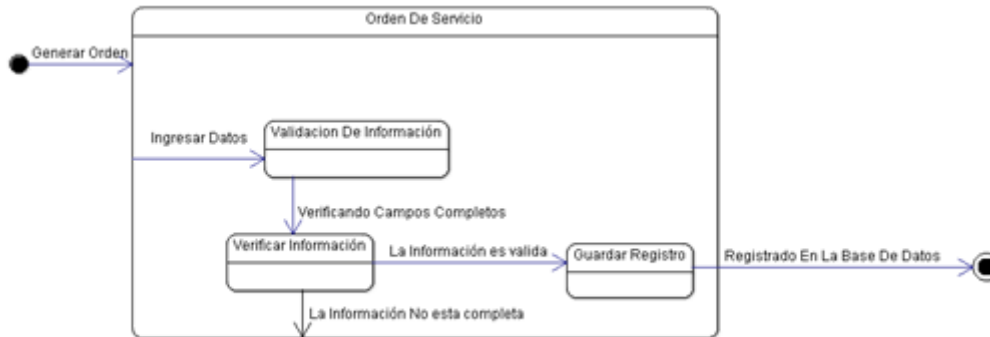 Orden De Servicio
Generar Orden
Ingresar Datos
Validacion De Información
Verificando Campos Completos
Verificar Información
La Información es valida
Guardar Registro
Registrado En La Base De Datos
La Información No esta completa